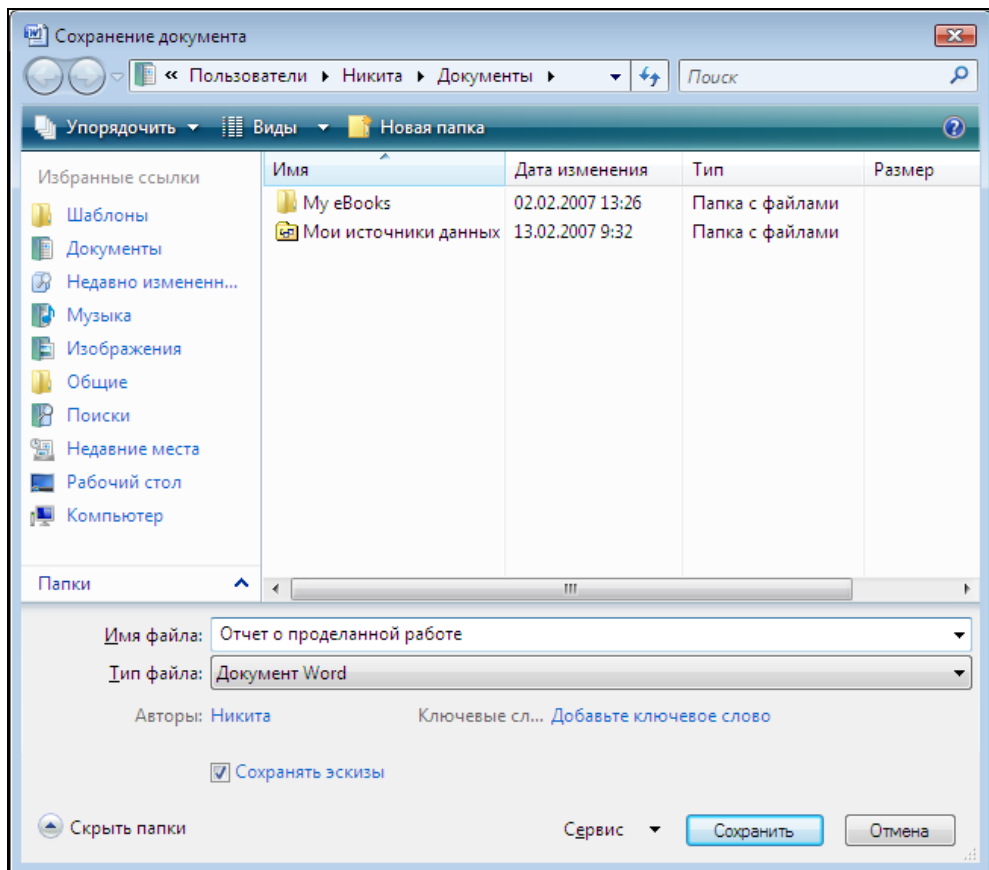 Сохранение документа
« Пользователи Никита Документы
Поиск
Упорядочить Виды Новая папка
Избранные ссылки
Шаблоны
Документы
Недавно измененн...
Музыка
Изображения
Общие
Поиски
Недавние места
Рабочий стол
Компьютер
Папки
Имя Дата изменения Тип Размер
My eBooks 02.02.2007 13:26 Папка с файлами
Мои источники данных 13.02.2007 9:32 Папка с файлами
Имя файла: Отчет о проделанной работе
Тип файла: Документ Word
Авторы: Никита Ключевые сл... Добавьте ключевое слово
Сохранять эскизы
Скрыть папки Сервис Сохранить Отмена